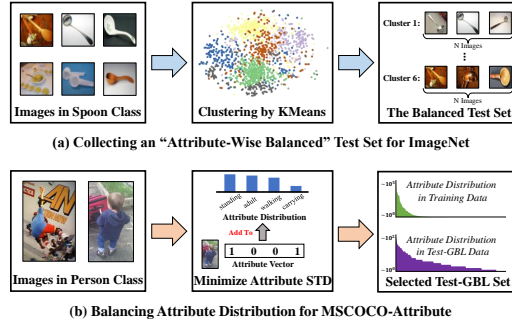 Images in Spoon Class
Clustering by KMeans
Cluster 1:
N Images
Cluster 6:
N Images
The Balanced Test Set
(a) Collecting an “Attribute-Wise Balanced” Test Set for ImageNet
Images in Person Class
standing
adult
walking
carrying
Attribute Distribution
Add To
1 0 0 1
Attribute Vector
Minimize Attribute STD
Attribute Distribution
in Training Data
Attribute Distribution
in Test-GBL Set
Selected Test-GBL Set
(b) Balancing Attribute Distribution for MSCOCO-Attribute